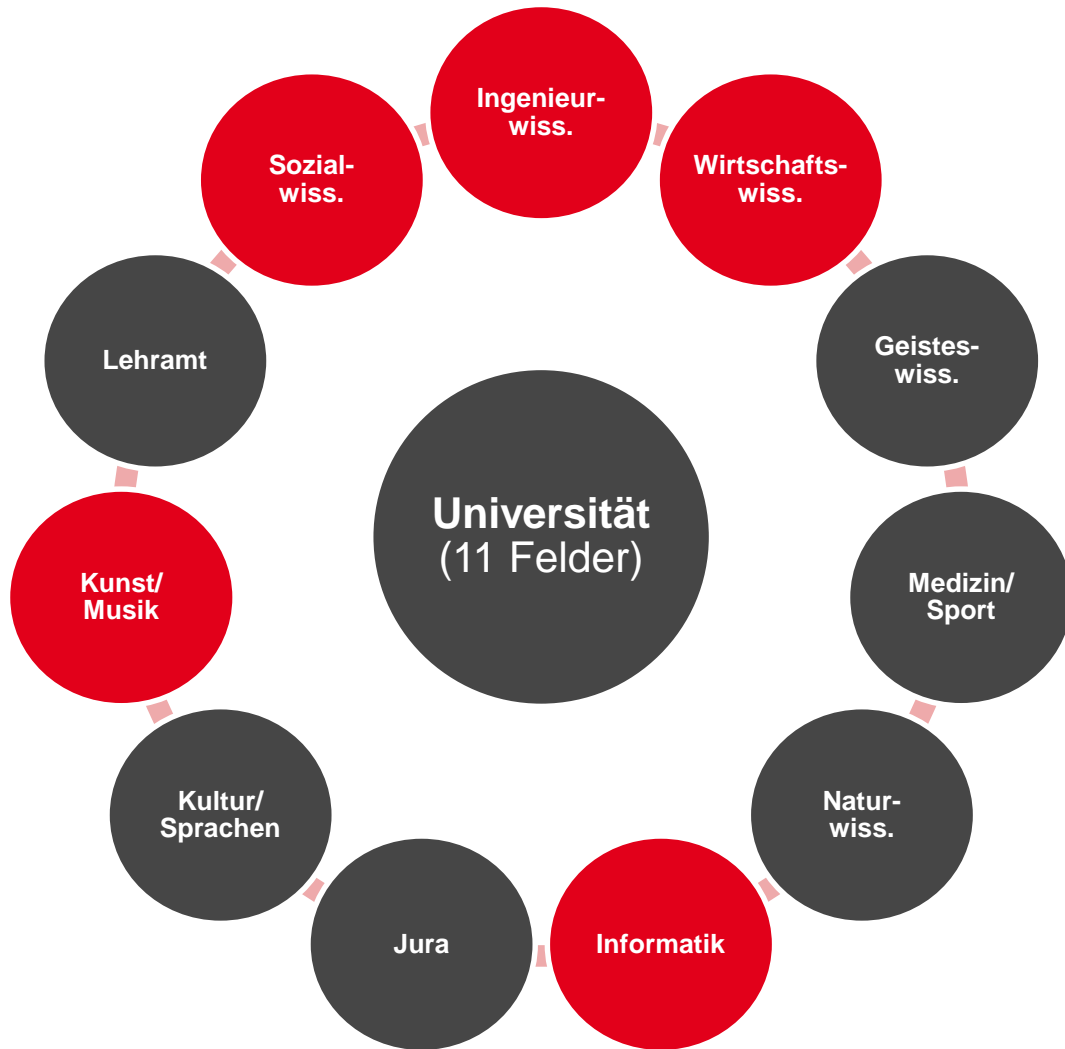 Ingenieur-
wiss.
Sozial-
wiss.
Wirtschafts-
wiss.
Lehramt
Geistes-
wiss.
Universität
(11 Felder)
Kunst/
Musik
Medizin/
Sport
Kultur/
Sprachen
Natur-
wiss.
Jura
Informatik